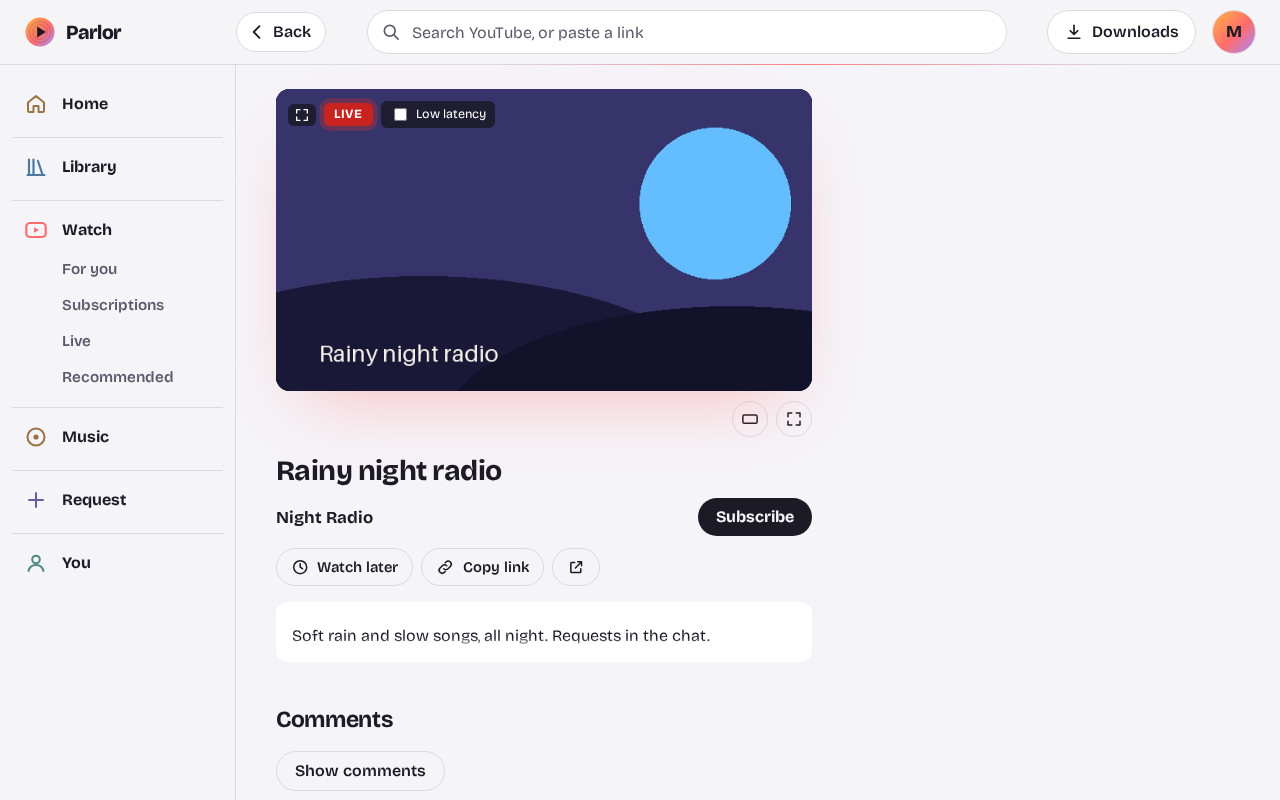 Parlor
Back
Search YouTube, or paste a link
Downloads
M
Home
Library
Watch
For you
Subscriptions
Live
Recommended
Music
Request
You
LIVE
Low latency
Rainy night radio
Rainy night radio
Night Radio
Subscribe
Watch later
Copy link
Soft rain and slow songs, all night. Requests in the chat.
Comments
Show comments